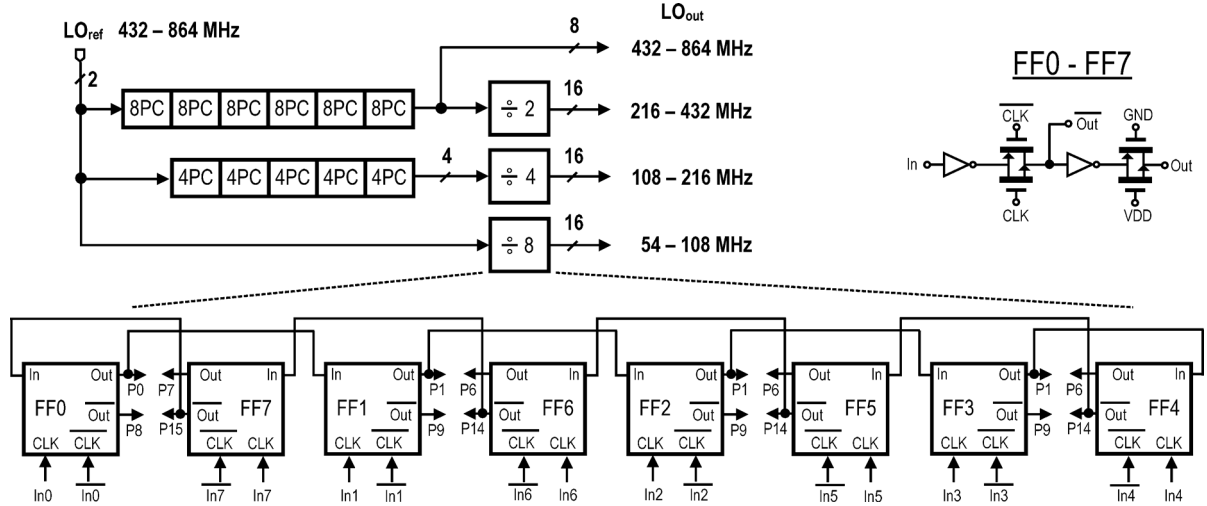 LOout
LOref 432 – 864 MHz
8
432 – 864 MHz
FF0 - FF7
2
8PC 8PC 8PC 8PC 8PC 8PC
÷ 2
16
216 – 432 MHz
4PC 4PC 4PC 4PC 4PC
4
÷ 4
16
108 – 216 MHz
÷ 8
16
54 – 108 MHz
CLK
Out
GND
In
Out
CLK
VDD
In Out P0 P7 Out In In Out P1 P6 Out In In Out P1 P6 Out In In Out P1 P6 Out In
FF0 FF7 FF1 FF6 FF2 FF5 FF3 FF4
Out P8 P15 Out Out P9 P14 Out Out P9 P14 Out Out P9 P14 Out
CLK CLK CLK CLK CLK CLK CLK CLK CLK CLK CLK CLK CLK CLK CLK CLK
In0 In0 In7 In7 In1 In1 In6 In6 In2 In2 In5 In5 In3 In3 In4 In4